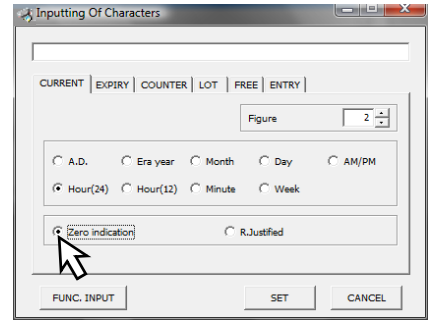 Inputting Of Characters
CURRENT EXPIRY COUNTER LOT FREE ENTRY
Figure 2
A.D. Era year Month Day AM/PM
Hour(24) Hour(12) Minute Week
Zero indication R.Justified
FUNC. INPUT SET CANCEL